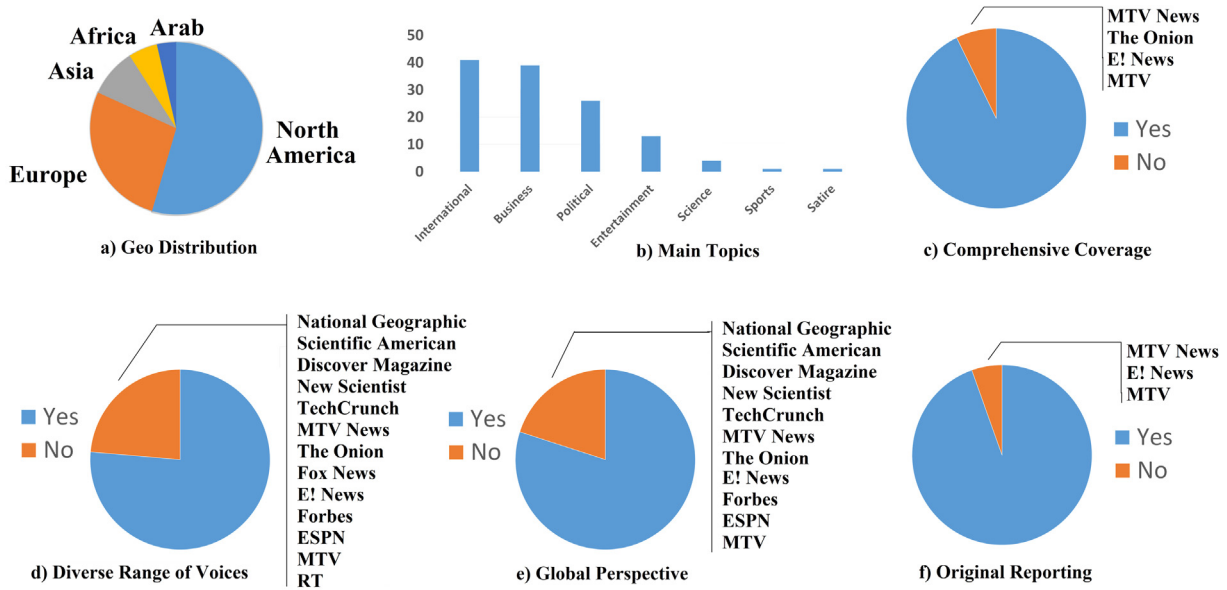 Arab
Africa
Asia
Europe
North
America
a) Geo Distribution
50
40
30
20
10
0
International
Business
Political
Entertainment
Science
Sports
Satire
b) Main Topics
MTV News
The Onion
E! News
MTV
Yes
No
c) Comprehensive Coverage
National Geographic
Scientific American
Discover Magazine
New Scientist
TechCrunch
MTV News
The Onion
Fox News
E! News
Forbes
ESPN
MTV
RT
Yes
No
d) Diverse Range of Voices
National Geographic
Scientific American
Discover Magazine
New Scientist
TechCrunch
MTV News
The Onion
E! News
Forbes
ESPN
MTV
Yes
No
e) Global Perspective
MTV News
E! News
MTV
Yes
No
f) Original Reporting